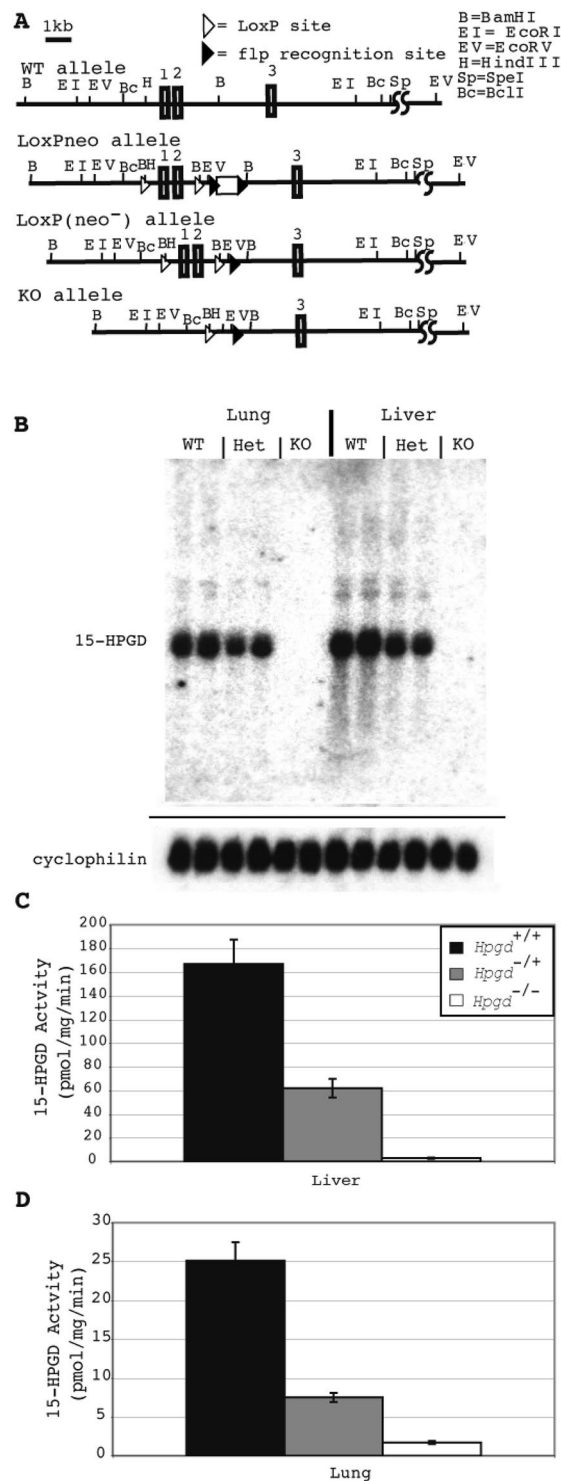 A
1kb
= LoxP site
= flp recognition site
B=BamHI
EI= EcoRI
EV=EcoRV
H=HindIII
Sp=SpeI
Bc=BclI
WT allele
B EI EV Bc H 1 2 B 3 EI Bc Sp EV
LoxPneo allele
B EI EV Bc BH 1 2 BEV B 3 EI Bc Sp EV
LoxP(neo⁻) allele
B EI EV Bc BH 1 2 BEVB 3 EI Bc Sp EV
KO allele
B EI EV Bc BH EVB 3 EI Bc Sp EV
B
Lung Liver
WT Het KO WT Het KO
15-HPGD
cyclophilin
C
200
180
160
140
120
100
80
60
40
20
0
15-HPGD Actvity
(pmol/mg/min)
Hpgd+/+
Hpgd-/+
Hpgd-/-
Liver
D
30
25
20
15
10
5
0
15-HPGD Actvity
(pmol/mg/min)
Lung